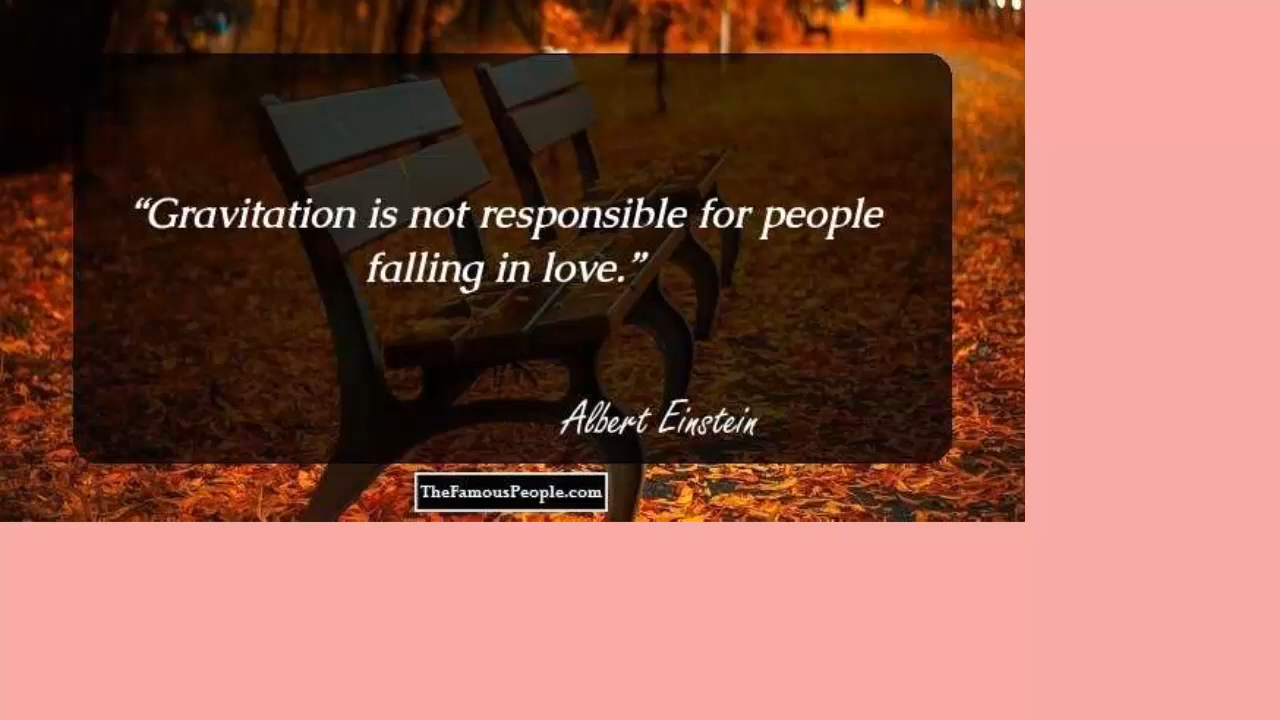 “Gravitation is not responsible for people
falling in love.”
Albert Einstein
TheFamousPeople.com